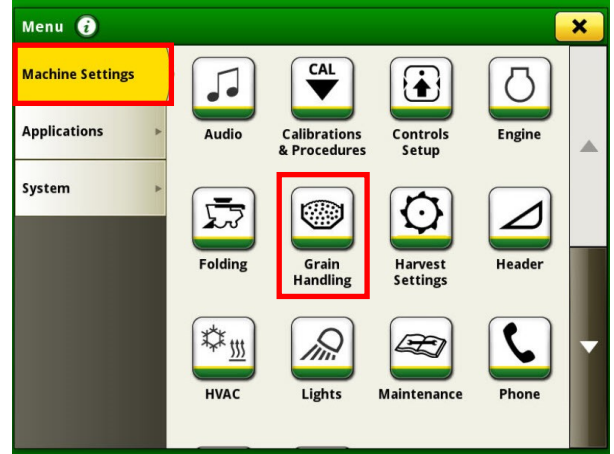 Menu i
Machine Settings
Applications
System
Audio
CAL
Calibrations
& Procedures
Controls
Setup
Engine
Folding
Grain
Handling
Harvest
Settings
Header
HVAC
Lights
Maintenance
Phone